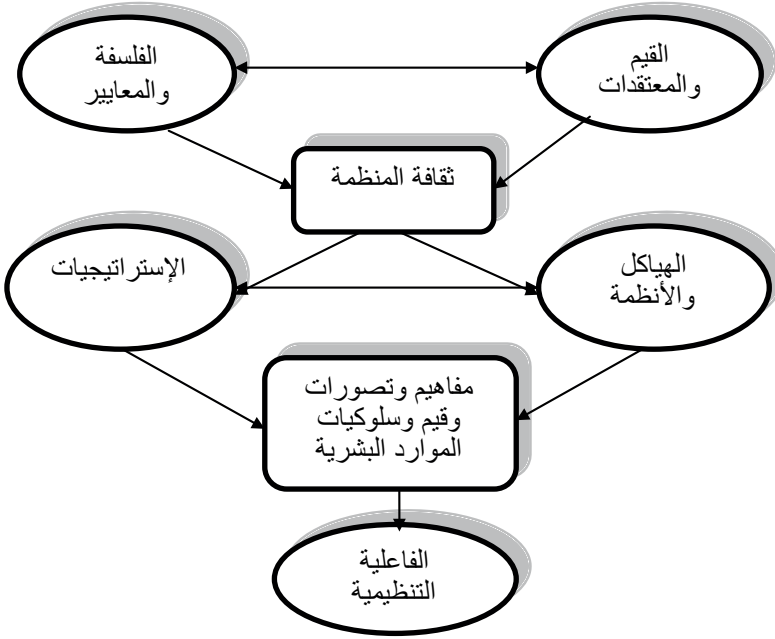 القيم
والمعتقدات
الفلسفة
والمعايير
ثقافة المنظمة
الهياكل
والأنظمة
الإستراتيجيات
مفاهيم وتصورات
وقيم وسلوكيات
الموارد البشرية
الفاعلية
التنظيمية